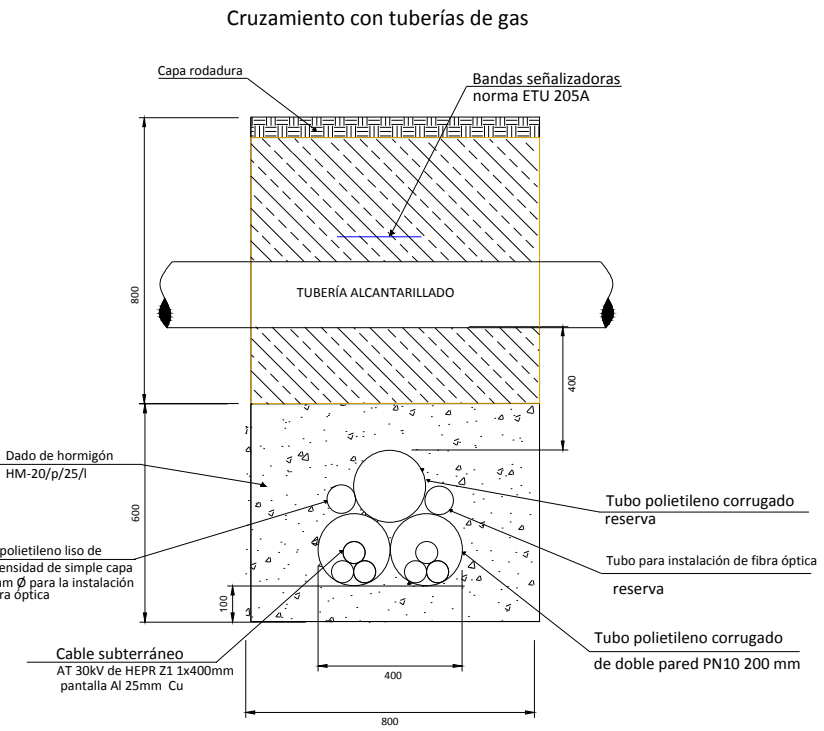 Cruzamiento con tuberías de gas
Capa rodadura
Bandas señalizadoras
norma ETU 205A
800
TUBERÍA ALCANTARILLADO
400
Dado de hormigón
HM-20/p/25/l
600
Tubo polietileno corrugado
reserva
polietileno liso de
ensidad de simple capa
mm Ø para la instalación
ra óptica
Tubo para instalación de fibra óptica
reserva
100
Cable subterráneo
AT 30kV de HEPR Z1 1x400mm
pantalla Al 25mm Cu
Tubo polietileno corrugado
de doble pared PN10 200 mm
400
800